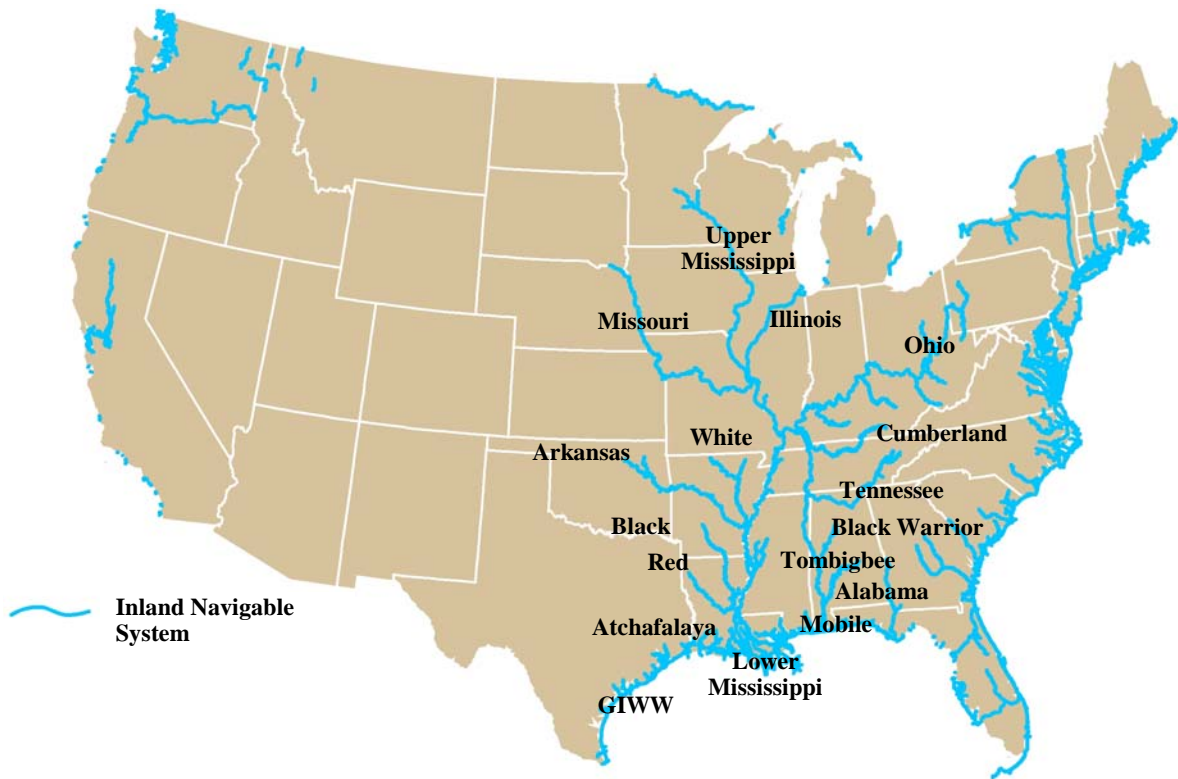 Upper
Mississippi
Missouri
Illinois
Ohio
White
Cumberland
Arkansas
Tennessee
Black
Black Warrior
Red
Tombigbee
Alabama
Inland Navigable
System
Atchafalaya
Mobile
Lower
Mississippi
GIWW